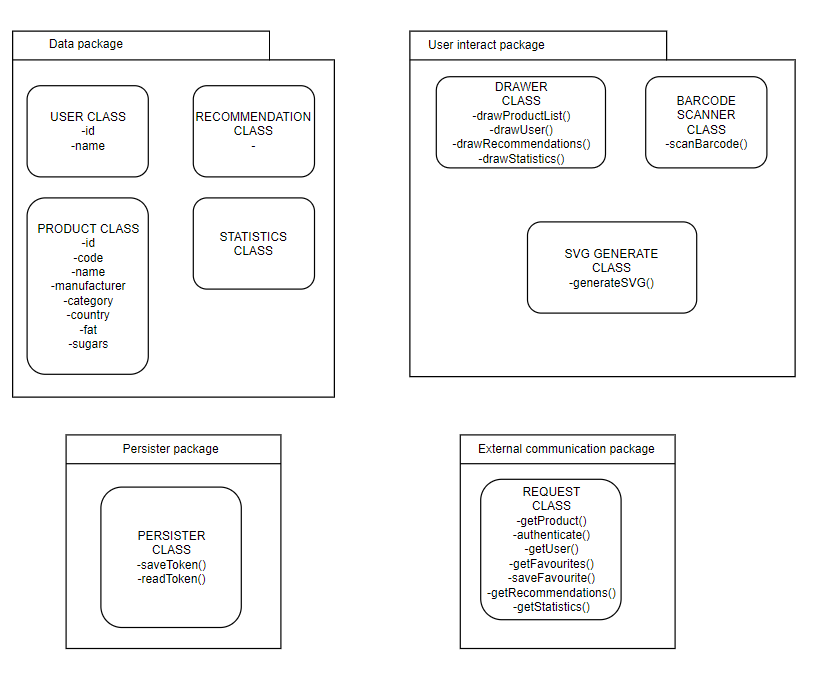 Data package
USER CLASS
-id
-name
RECOMMENDATION
CLASS
-
PRODUCT CLASS
-id
-code
-name
-manufacturer
-category
-country
-fat
-sugars
STATISTICS
CLASS
User interact package
DRAWER
CLASS
-drawProductList()
-drawUser()
-drawRecommendations()
-drawStatistics()
BARCODE
SCANNER
CLASS
-scanBarcode()
SVG GENERATE
CLASS
-generateSVG()
Persister package
PERSISTER
CLASS
-saveToken()
-readToken()
External communication package
REQUEST
CLASS
-getProduct()
-authenticate()
-getUser()
-getFavourites()
-saveFavourite()
-getRecommendations()
-getStatistics()